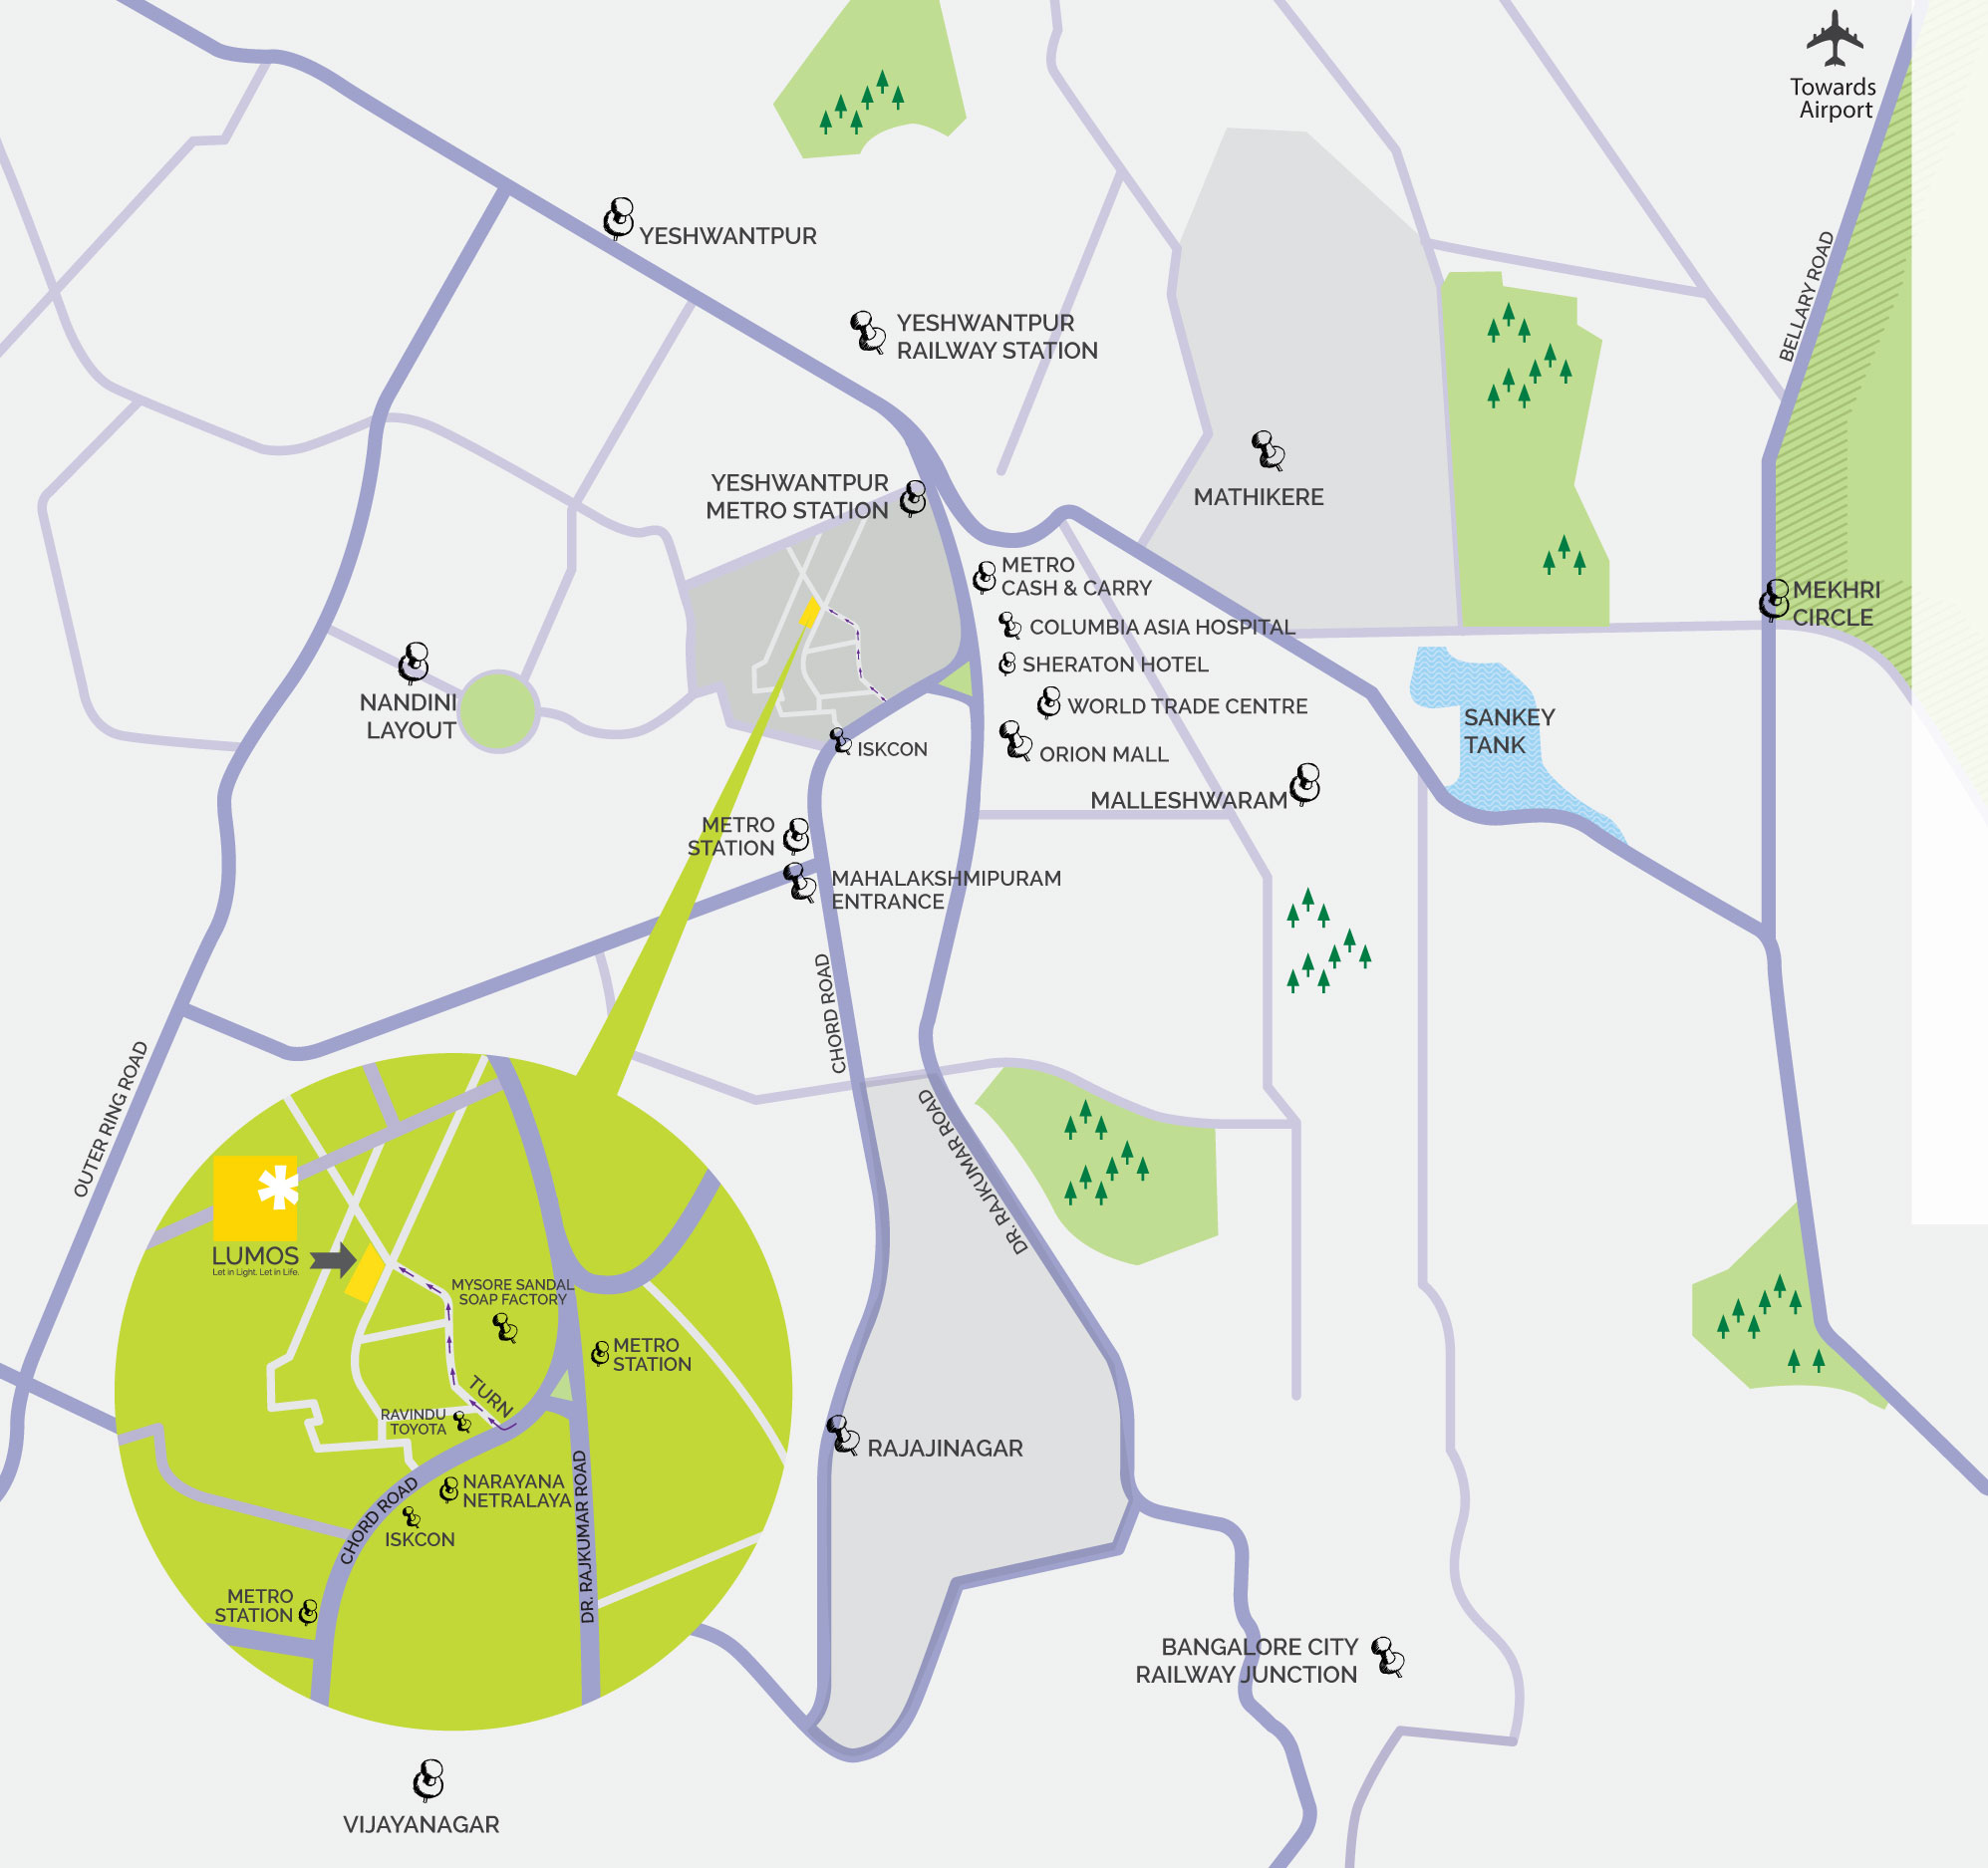 Towards
Airport
YESHWANTPUR
BELLARY ROAD
YESHWANTPUR
RAILWAY STATION
YESHWANTPUR
METRO STATION
MATHIKERE
METRO
CASH & CARRY
MEKHRI
CIRCLE
COLUMBIA ASIA HOSPITAL
SHERATON HOTEL
NANDINI
LAYOUT
WORLD TRADE CENTRE
SANKEY
TANK
ISKCON
ORION MALL
MALLESHWARAM
METRO
STATION
MAHALAKSHMIPURAM
ENTRANCE
CHORD ROAD
OUTER RING ROAD
DR. RAJKUMAR ROAD
LUMOS
Let in Light. Let in Life.
MYSORE SANDAL
SOAP FACTORY
METRO
STATION
TURN
RAVINDU
TOYOTA
RAJAJINAGAR
NARAYANA
NETRALAYA
CHORD ROAD
DR. RAJKUMAR ROAD
ISKCON
METRO
STATION
BANGALORE CITY
RAILWAY JUNCTION
VIJAYANAGAR